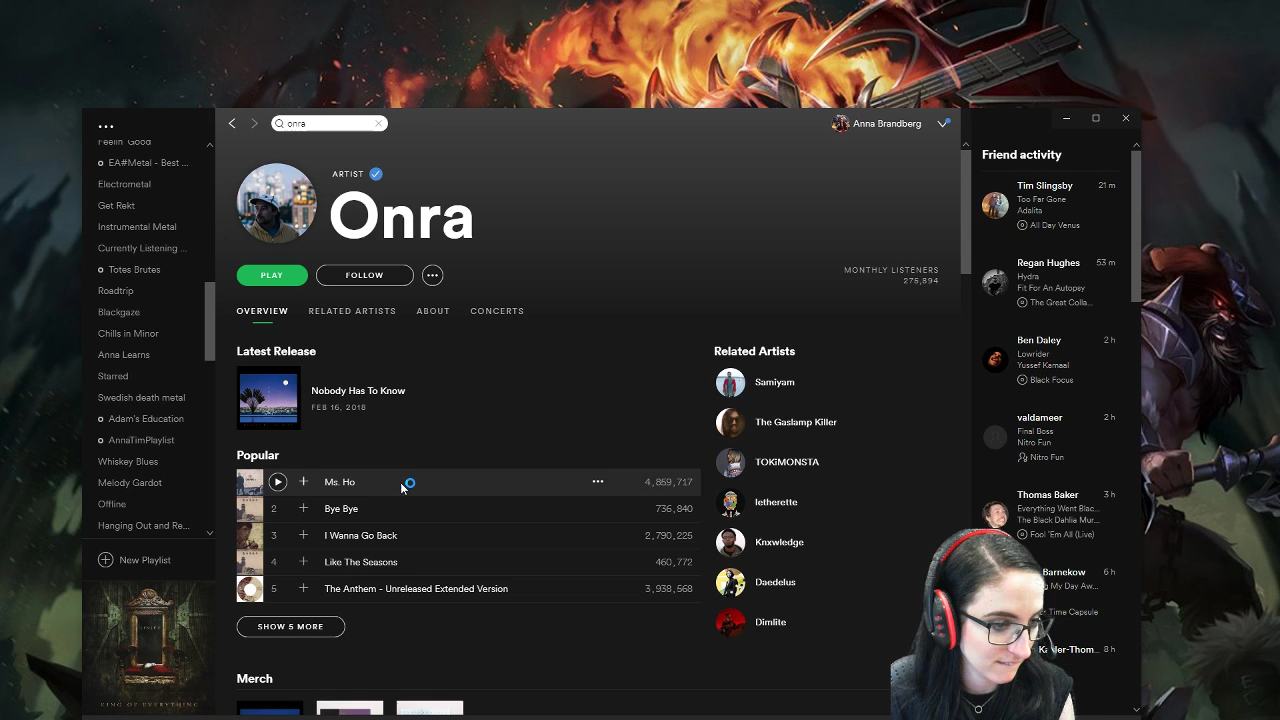 Feelin' Good
EA#Metal - Best ...
Electrometal
Get Rekt
Instrumental Metal
Currently Listening ...
Totes Brutes
Roadtrip
Blackgaze
Chills in Minor
Anna Learns
Starred
Swedish death metal
Adam's Education
AnnaTimPlaylist
Whiskey Blues
Melody Gardot
Offline
Hanging Out and Re...
New Playlist
KING OF EVERYTHING
onra
Anna Brandberg
ARTIST
Onra
PLAY
FOLLOW
MONTHLY LISTENERS
275,894
OVERVIEW RELATED ARTISTS ABOUT CONCERTS
Latest Release
Nobody Has To Know
FEB 16, 2018
Popular
Ms. Ho 4,859,717
2 Bye Bye 736,840
3 I Wanna Go Back 2,790,225
4 Like The Seasons 460,772
5 The Anthem - Unreleased Extended Version 3,938,568
SHOW 5 MORE
Merch
Related Artists
Samiyam
The Gaslamp Killer
TOKiMONSTA
Teebs
Knxwledge
Daedelus
Dimlite
Friend activity
Tim Slingsby 21 m
Too Far Gone
Adalita
All Day Venus
Regan Hughes 53 m
Hydra
Fit For An Autopsy
The Great Colla...
Ben Daley 2 h
Lowrider
Yussef Kamaal
Black Focus
valdameer 2 h
Final Boss
Nitro Fun
Nitro Fun
Thomas Baker 3 h
Everything Went Blac...
The Black Dahlia Mur...
Fool 'Em All (Live)
Barnekow 6 h
My Day Aw...
Time Capsule
8 h